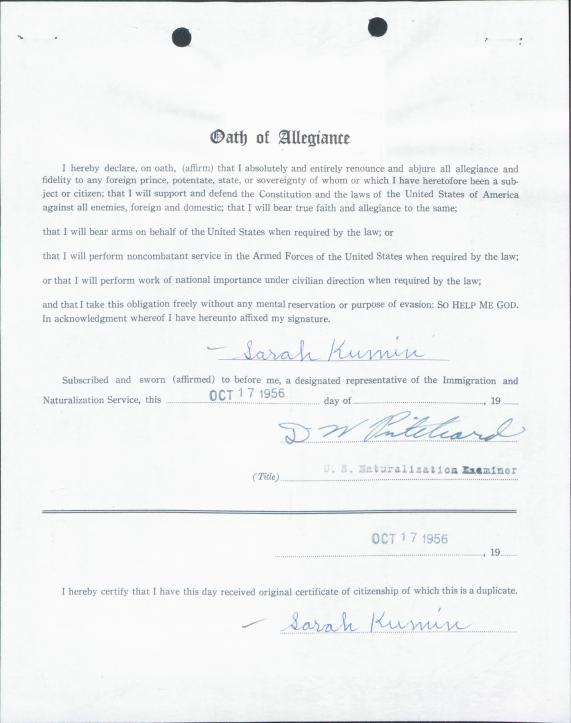 Oath of Allegiance
I hereby declare, on oath, (affirm) that I absolutely and entirely renounce and abjure all allegiance and
fidelity to any foreign prince, potentate, state, or sovereignty of whom or which I have heretofore been a sub-
ject or citizen; that I will support and defend the Constitution and the laws of the United States of America
against all enemies, foreign and domestic; that I will bear true faith and allegiance to the same;
that I will bear arms on behalf of the United States when required by the law; or
that I will perform noncombatant service in the Armed Forces of the United States when required by the law;
or that I will perform work of national importance under civilian direction when required by the law;
and that I take this obligation freely without any mental reservation or purpose of evasion: SO HELP ME GOD.
In acknowledgment whereof I have hereunto affixed my signature.
Sarah Kumin
Subscribed and sworn (affirmed) to before me, a designated representative of the Immigration and
Naturalization Service, this OCT 17 1956 day of , 19
D W Pritchard
(Title) U. S. Naturalization Examiner
OCT 17 1956 , 19
I hereby certify that I have this day received original certificate of citizenship of which this is a duplicate.
Sarah Kumin